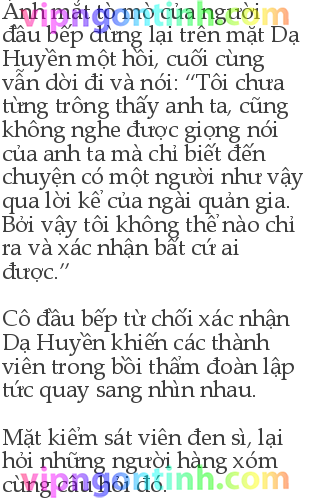 Ánh mắt tò mò của người
đầu bếp dừng lại trên mặt Dạ
Huyền một hồi, cuối cùng
vẫn dời đi và nói: “Tôi chưa
từng trông thấy anh ta, cũng
không nghe được giọng nói
của anh ta mà chỉ biết đến
chuyện có một người như vậy
qua lời kể của ngài quản gia.
Bởi vậy tôi không thể nào chỉ
ra và xác nhận bất cứ ai
được.”
Cô đầu bếp từ chối xác nhận
Dạ Huyền khiến các thành
viên trong bồi thẩm đoàn lập
tức quay sang nhìn nhau.
Mặt kiểm sát viên đen sì, lại
hỏi những người hàng xóm
cùng câu hỏi đó.
vipngontinh.com
vipngontinh.com